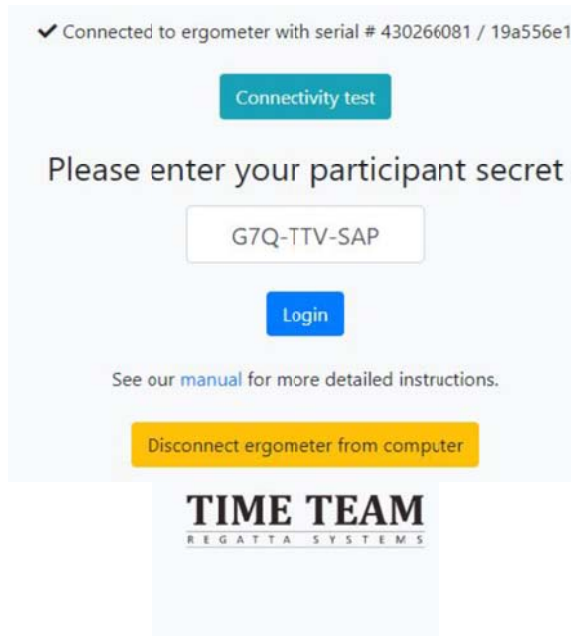 ✔ Connected to ergometer with serial # 430266081 / 19a556e1
Connectivity test
Please enter your participant secret
G7Q-TTV-SAP
Login
See our manual for more detailed instructions.
Disconnect ergometer from computer
TIME TEAM
REGATTA SYSTEMS